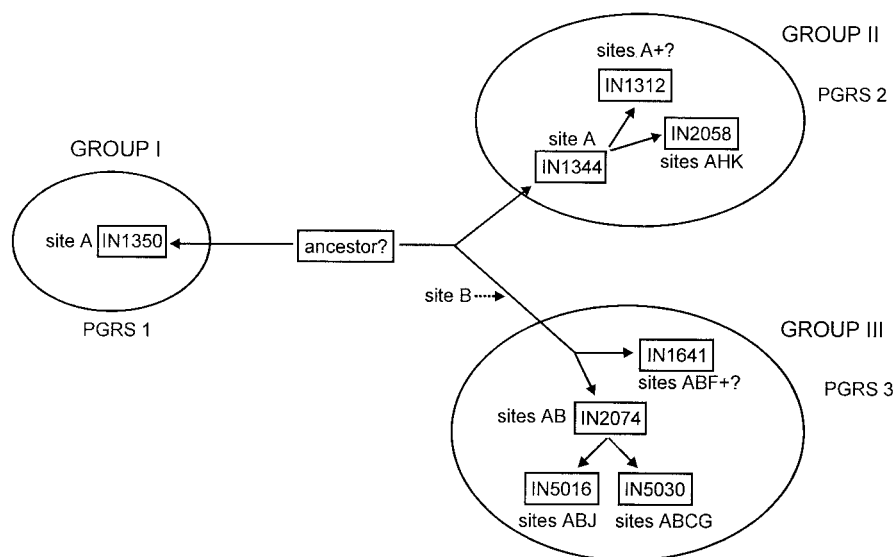 GROUP I
site A
IN1350
PGRS 1
ancestor?
site B
GROUP II
PGRS 2
sites A+?
IN1312
site A
IN1344
IN2058
sites AHK
GROUP III
PGRS 3
IN1641
sites ABF+?
sites AB
IN2074
IN5016
sites ABJ
IN5030
sites ABCG